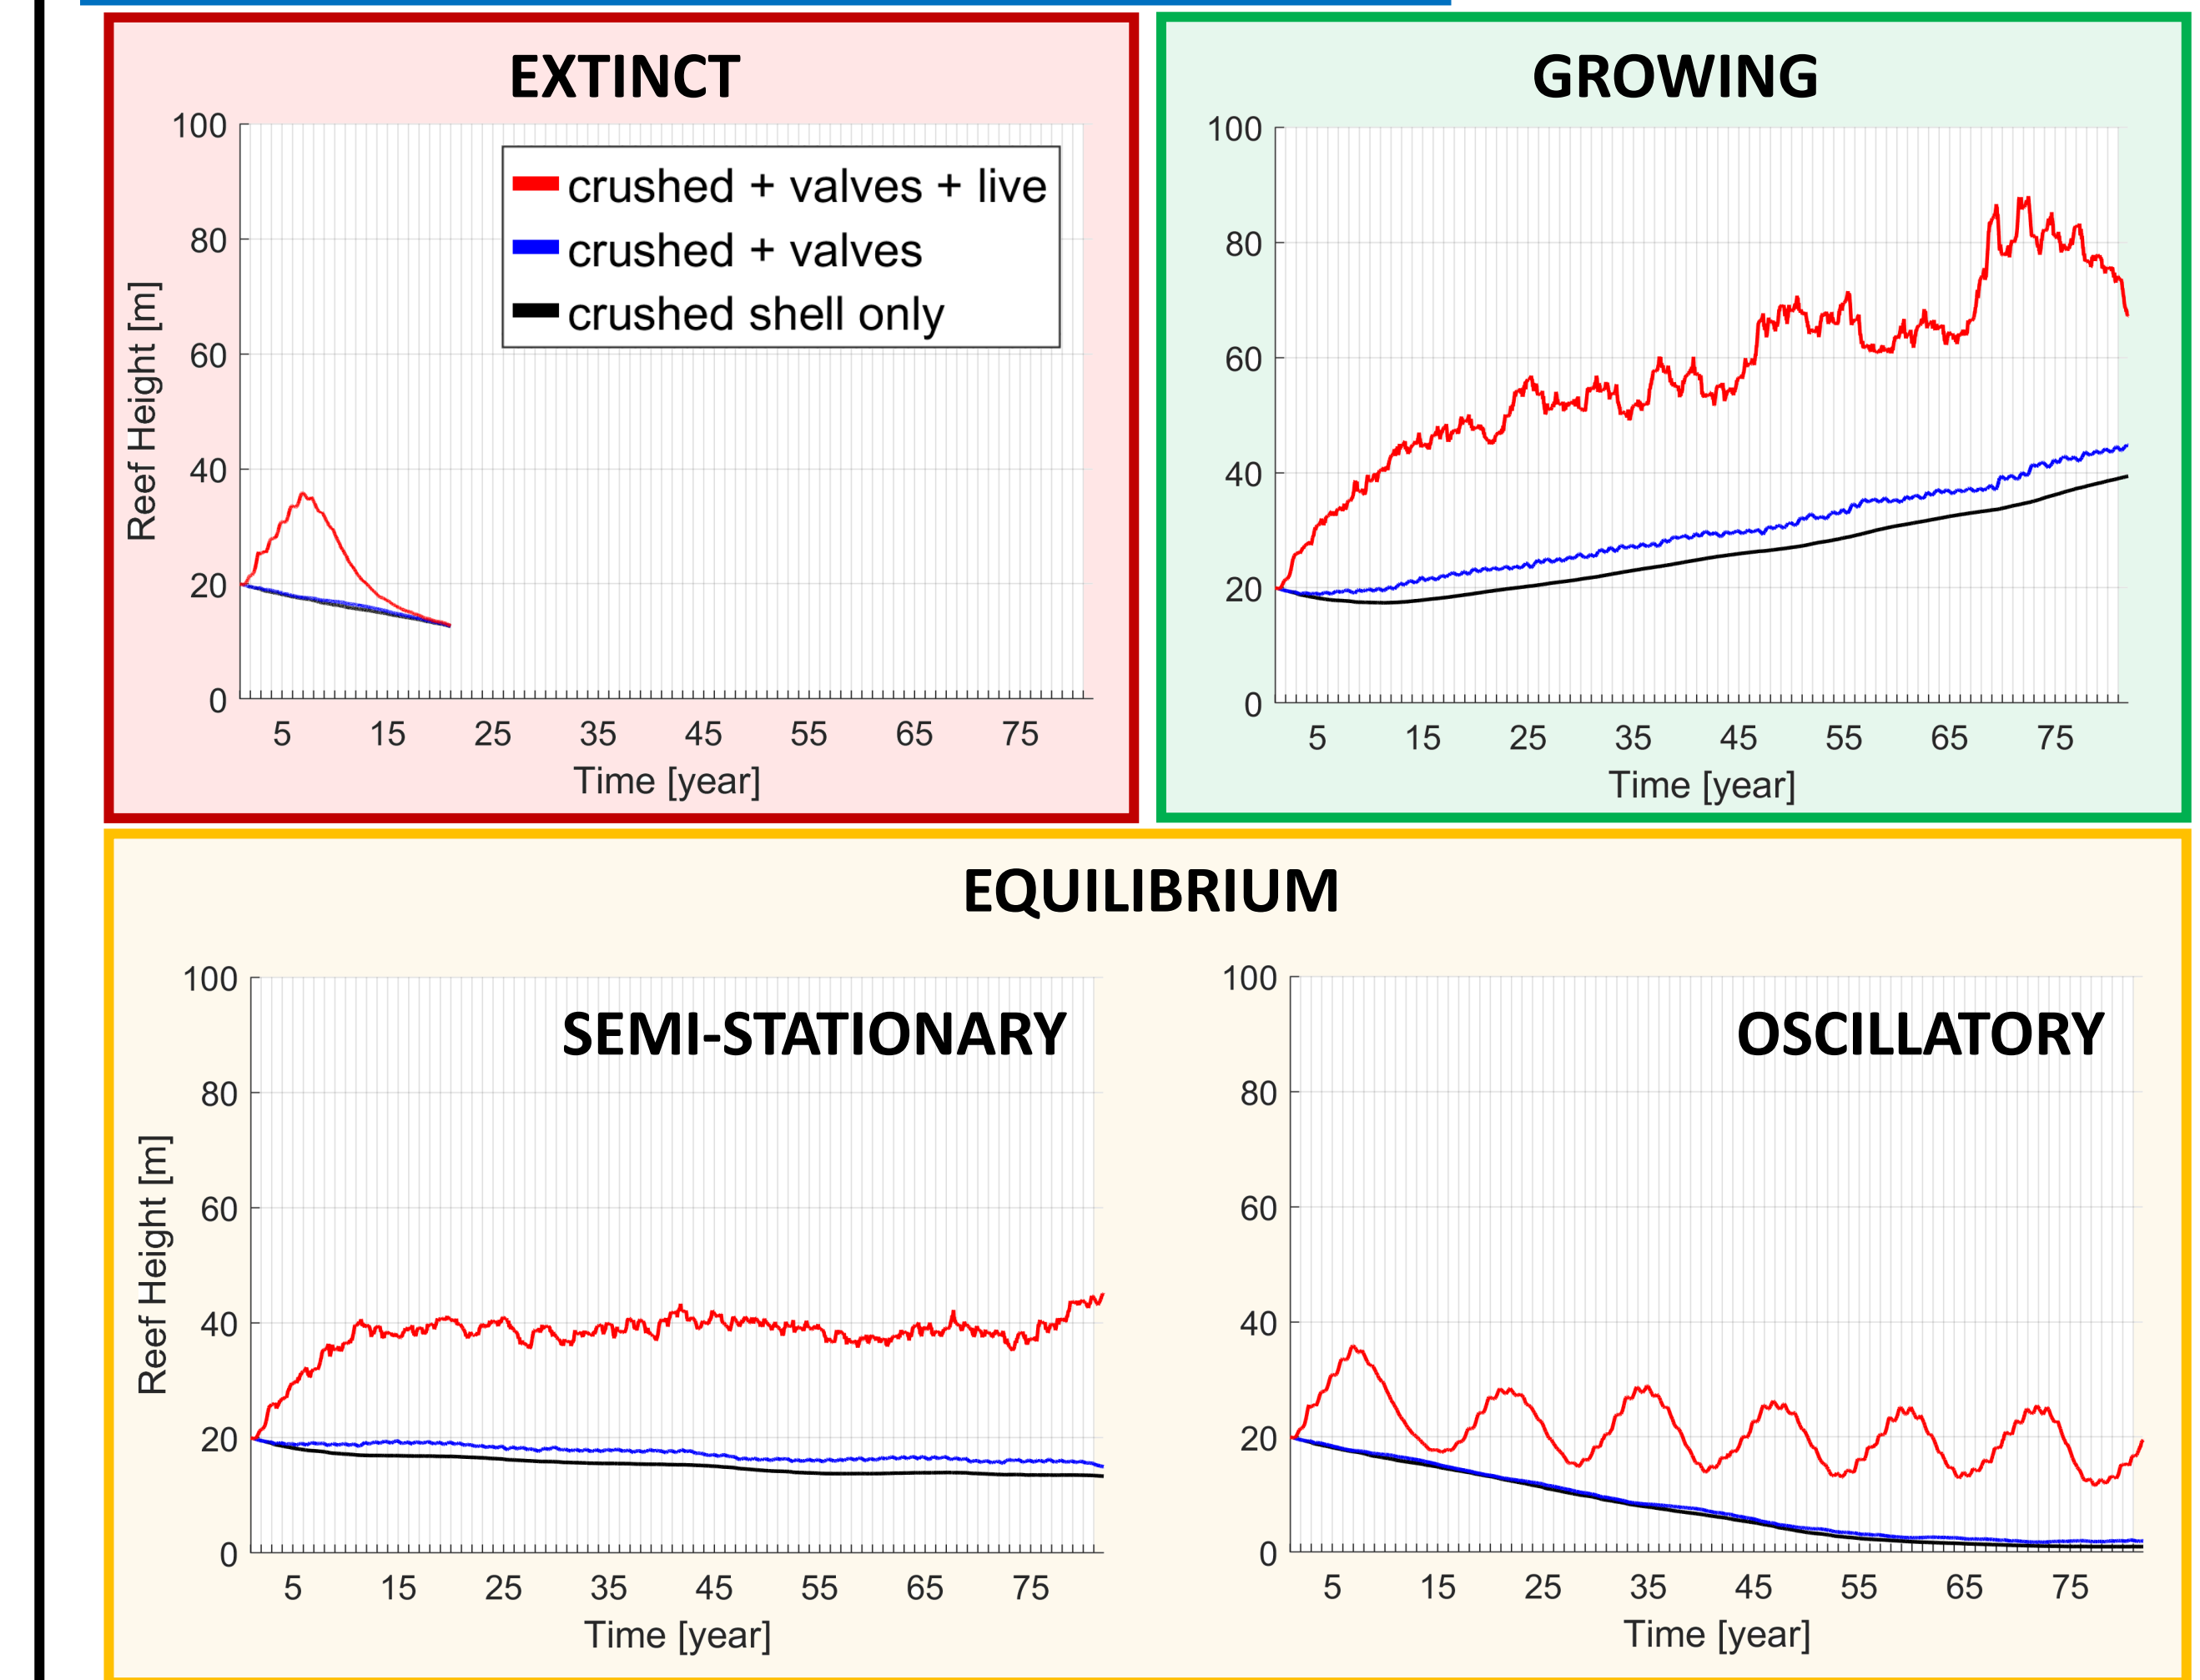 EXTINCT
100
80
60
40
20
0
Reef Height [m]
crushed + valves + live
crushed + valves
crushed shell only
5 15 25 35 45 55 65 75
Time [year]
GROWING
100
80
60
40
20
0
5 15 25 35 45 55 65 75
Time [year]
EQUILIBRIUM
SEMI-STATIONARY
100
80
60
40
20
0
Reef Height [m]
5 15 25 35 45 55 65 75
Time [year]
OSCILLATORY
100
80
60
40
20
0
5 15 25 35 45 55 65 75
Time [year]